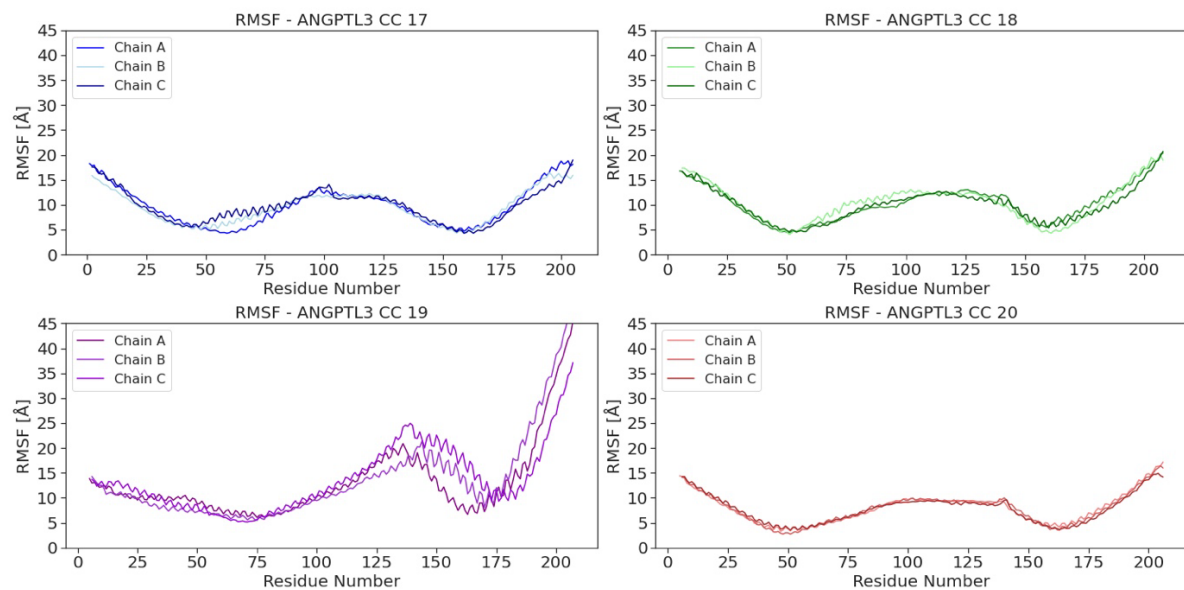 RMSF - ANGPTL3 CC 17
45
40
35
30
25
20
15
10
5
0
RMSF [Å]
Chain A
Chain B
Chain C
0 25 50 75 100 125 150 175 200
Residue Number
RMSF - ANGPTL3 CC 18
45
40
35
30
25
20
15
10
5
0
RMSF [Å]
Chain A
Chain B
Chain C
0 25 50 75 100 125 150 175 200
Residue Number
RMSF - ANGPTL3 CC 19
45
40
35
30
25
20
15
10
5
0
RMSF [Å]
Chain A
Chain B
Chain C
0 25 50 75 100 125 150 175 200
Residue Number
RMSF - ANGPTL3 CC 20
45
40
35
30
25
20
15
10
5
0
RMSF [Å]
Chain A
Chain B
Chain C
0 25 50 75 100 125 150 175 200
Residue Number